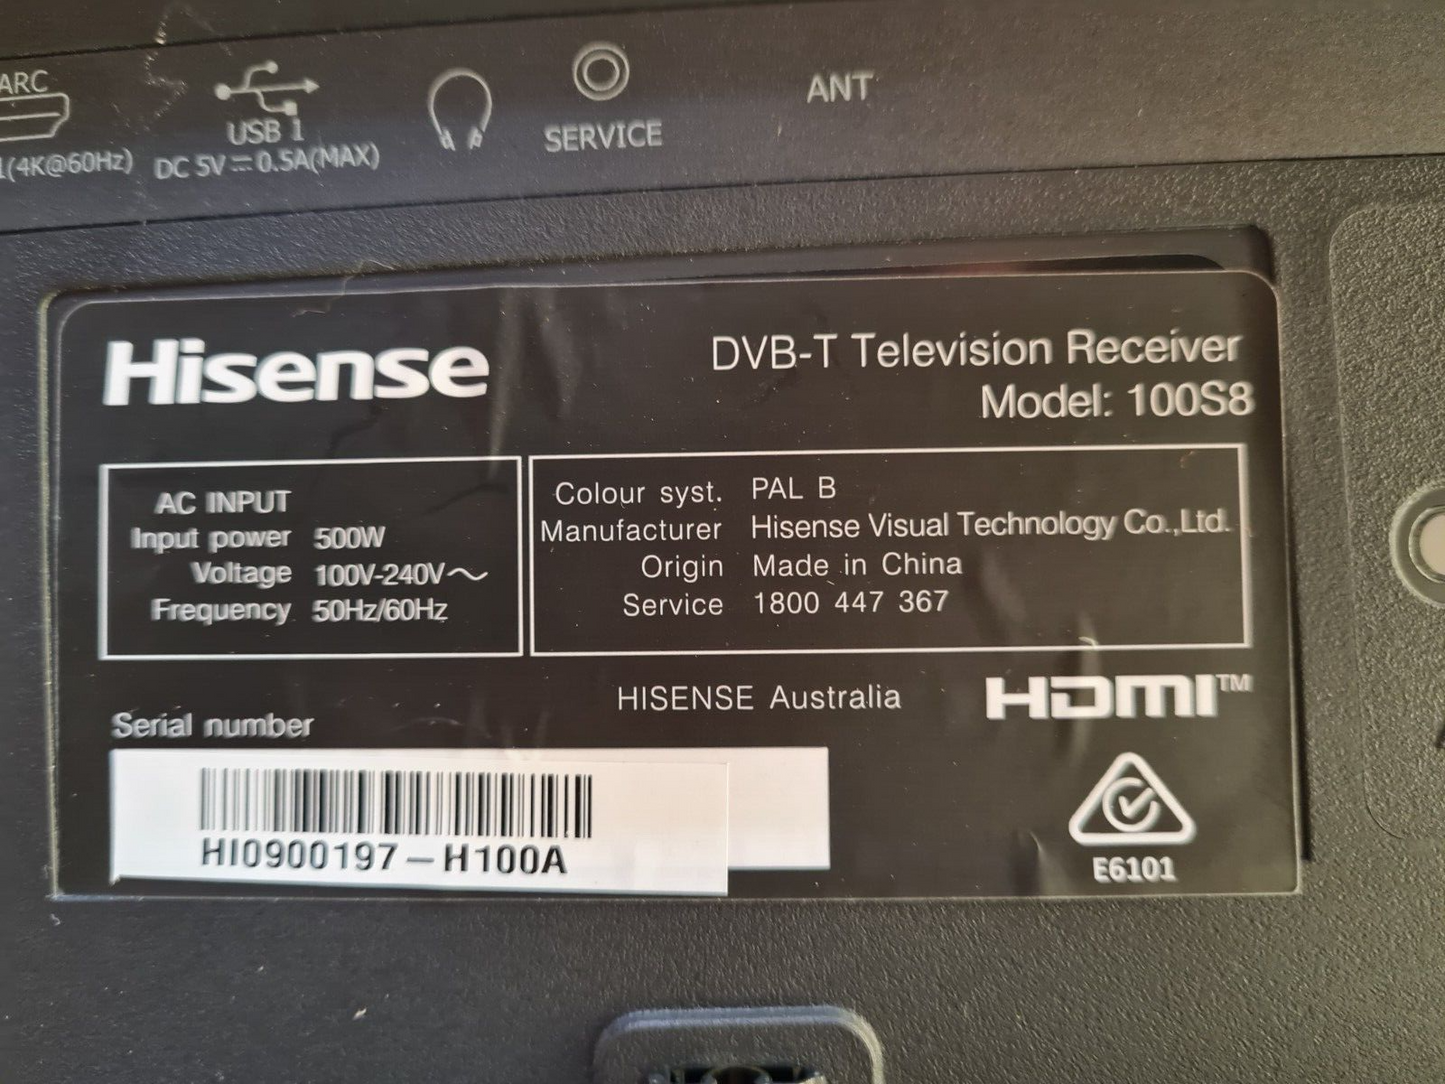 ARC
USB 1
(4K@60Hz)
DC 5V⎓0.5A(MAX)
SERVICE
ANT
Hisense
DVB-T Television Receiver
Model: 100S8
AC INPUT
Input power 500W
Voltage 100V-240V～
Frequency 50Hz/60Hz
Colour syst. PAL B
Manufacturer Hisense Visual Technology Co.,Ltd.
Origin Made in China
Service 1800 447 367
HISENSE Australia
HDMI™
Serial number
HI0900197-H100A
E6101